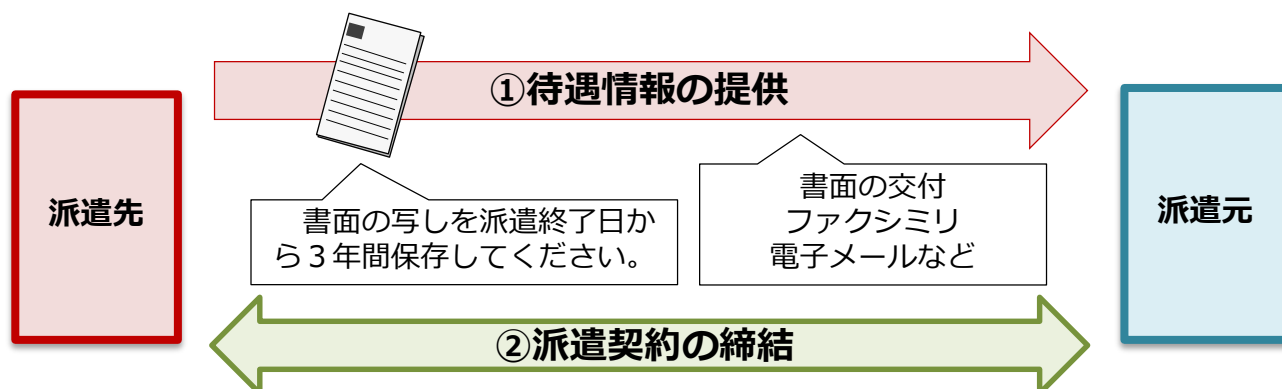 ①待遇情報の提供
派遣先
書面の写しを派遣終了日か
ら３年間保存してください。
書面の交付
ファクシミリ
電子メールなど
派遣元
②派遣契約の締結